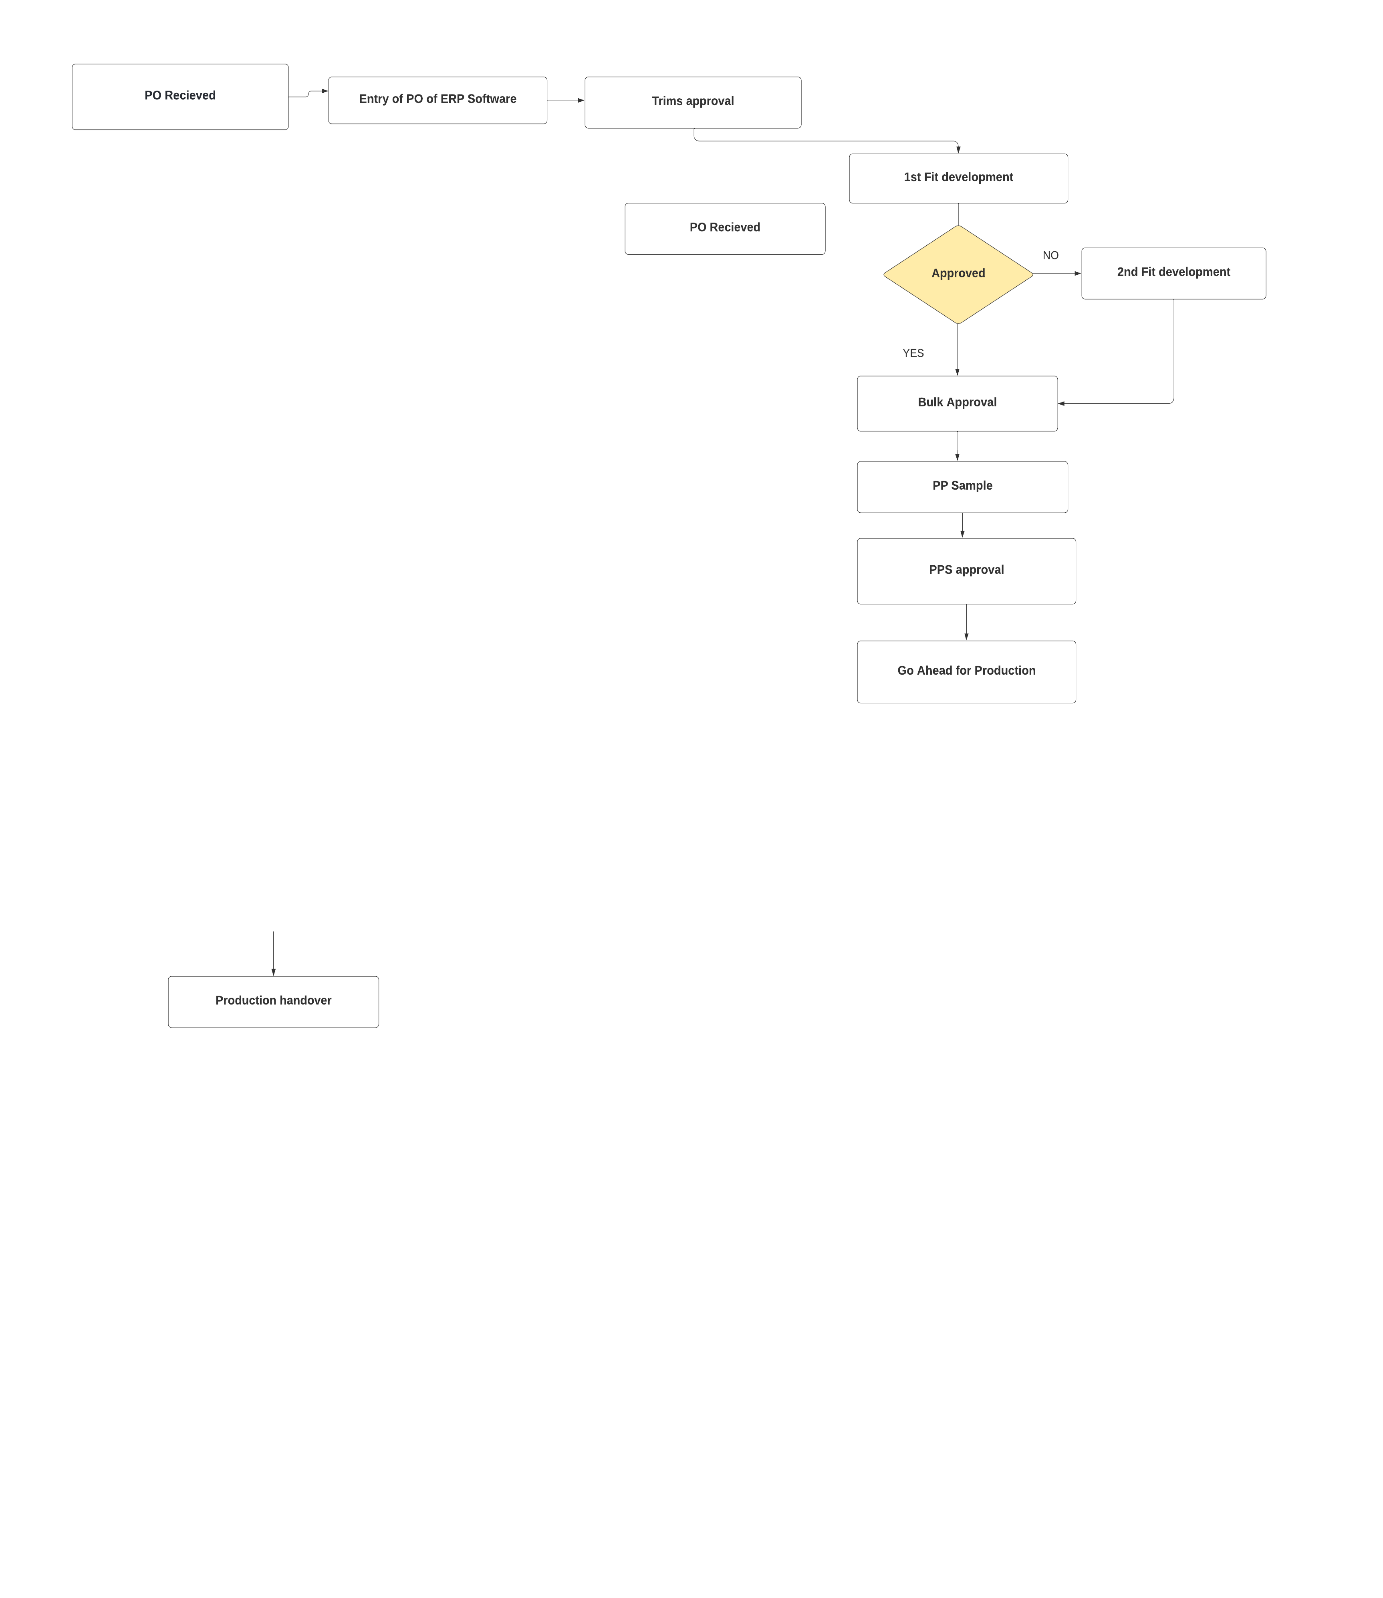 PO Recieved
Entry of PO of ERP Software
Trims approval
1st Fit development
PO Recieved
Approved
NO
2nd Fit development
YES
Bulk Approval
PP Sample
PPS approval
Go Ahead for Production
Production handover